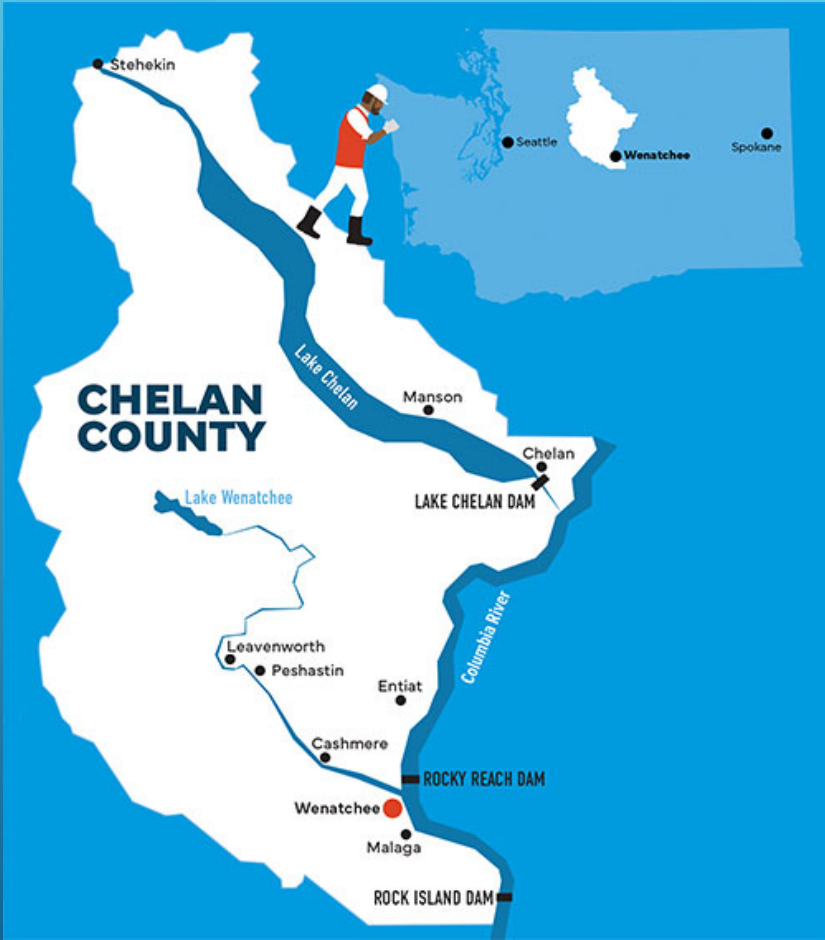 Stehekin
Seattle
Wenatchee
Spokane
Lake Chelan
CHELAN
COUNTY
Manson
Chelan
LAKE CHELAN DAM
Lake Wenatchee
Columbia River
Leavenworth
Peshastin
Entiat
Cashmere
ROCKY REACH DAM
Wenatchee
Malaga
ROCK ISLAND DAM